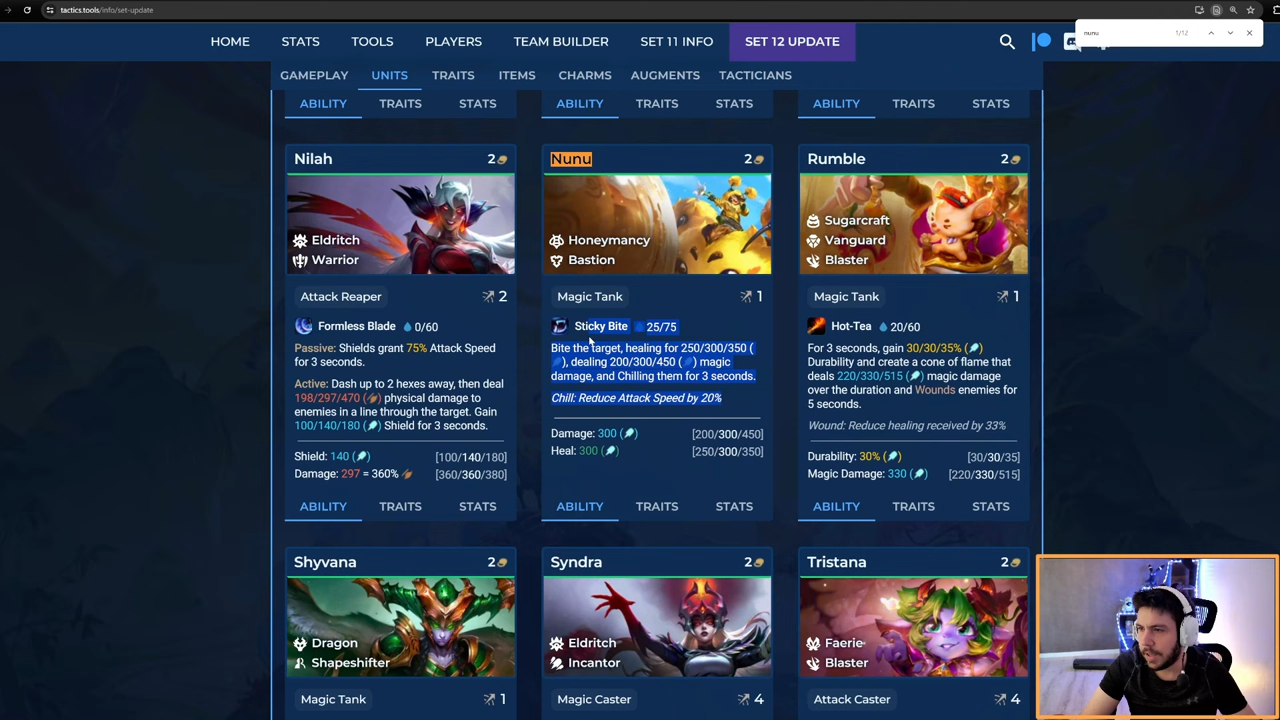 tactics.tools/info/set-update
nunu 1/12
HOME STATS TOOLS PLAYERS TEAM BUILDER SET 11 INFO SET 12 UPDATE
GAMEPLAY UNITS TRAITS ITEMS CHARMS AUGMENTS TACTICIANS
ABILITY TRAITS STATS ABILITY TRAITS STATS ABILITY TRAITS STATS
Nilah 2
Eldritch
Warrior
Attack Reaper 2
Formless Blade 0/60
Passive: Shields grant 75% Attack Speed
for 3 seconds.
Active: Dash up to 2 hexes away, then deal
198/297/470 ( ) physical damage to
enemies in a line through the target. Gain
100/140/180 ( ) Shield for 3 seconds.
Shield: 140 ( ) [100/140/180]
Damage: 297 = 360% [360/360/380]
ABILITY TRAITS STATS
Nunu 2
Honeymancy
Bastion
Magic Tank 1
Sticky Bite 25/75
Bite the target, healing for 250/300/350 (
), dealing 200/300/450 ( ) magic
damage, and Chilling them for 3 seconds.
Chill: Reduce Attack Speed by 20%
Damage: 300 ( ) [200/300/450]
Heal: 300 ( ) [250/300/350]
ABILITY TRAITS STATS
Rumble 2
Sugarcraft
Vanguard
Blaster
Magic Tank 1
Hot-Tea 20/60
For 3 seconds, gain 30/30/35% ( )
Durability and create a cone of flame that
deals 220/330/515 ( ) magic damage
over the duration and Wounds enemies for
5 seconds.
Wound: Reduce healing received by 33%
Durability: 30% ( ) [30/30/35]
Magic Damage: 330 ( ) [220/330/515]
ABILITY TRAITS STATS
Shyvana 2
Dragon
Shapeshifter
Magic Tank 1
Syndra 2
Eldritch
Incantor
Magic Caster 4
Tristana 2
Faerie
Blaster
Attack Caster 4